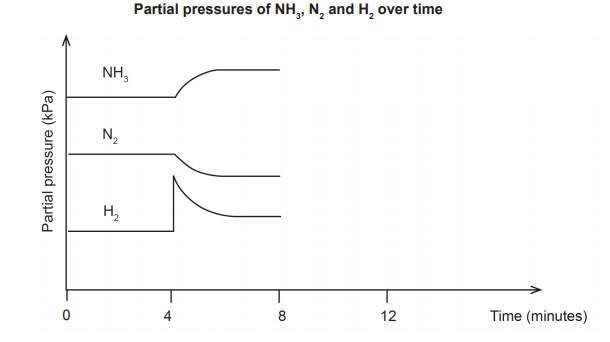 Partial pressures of NH₃, N₂ and H₂ over time
Partial pressure (kPa)
NH₃
N₂
H₂
0
4
8
12
Time (minutes)